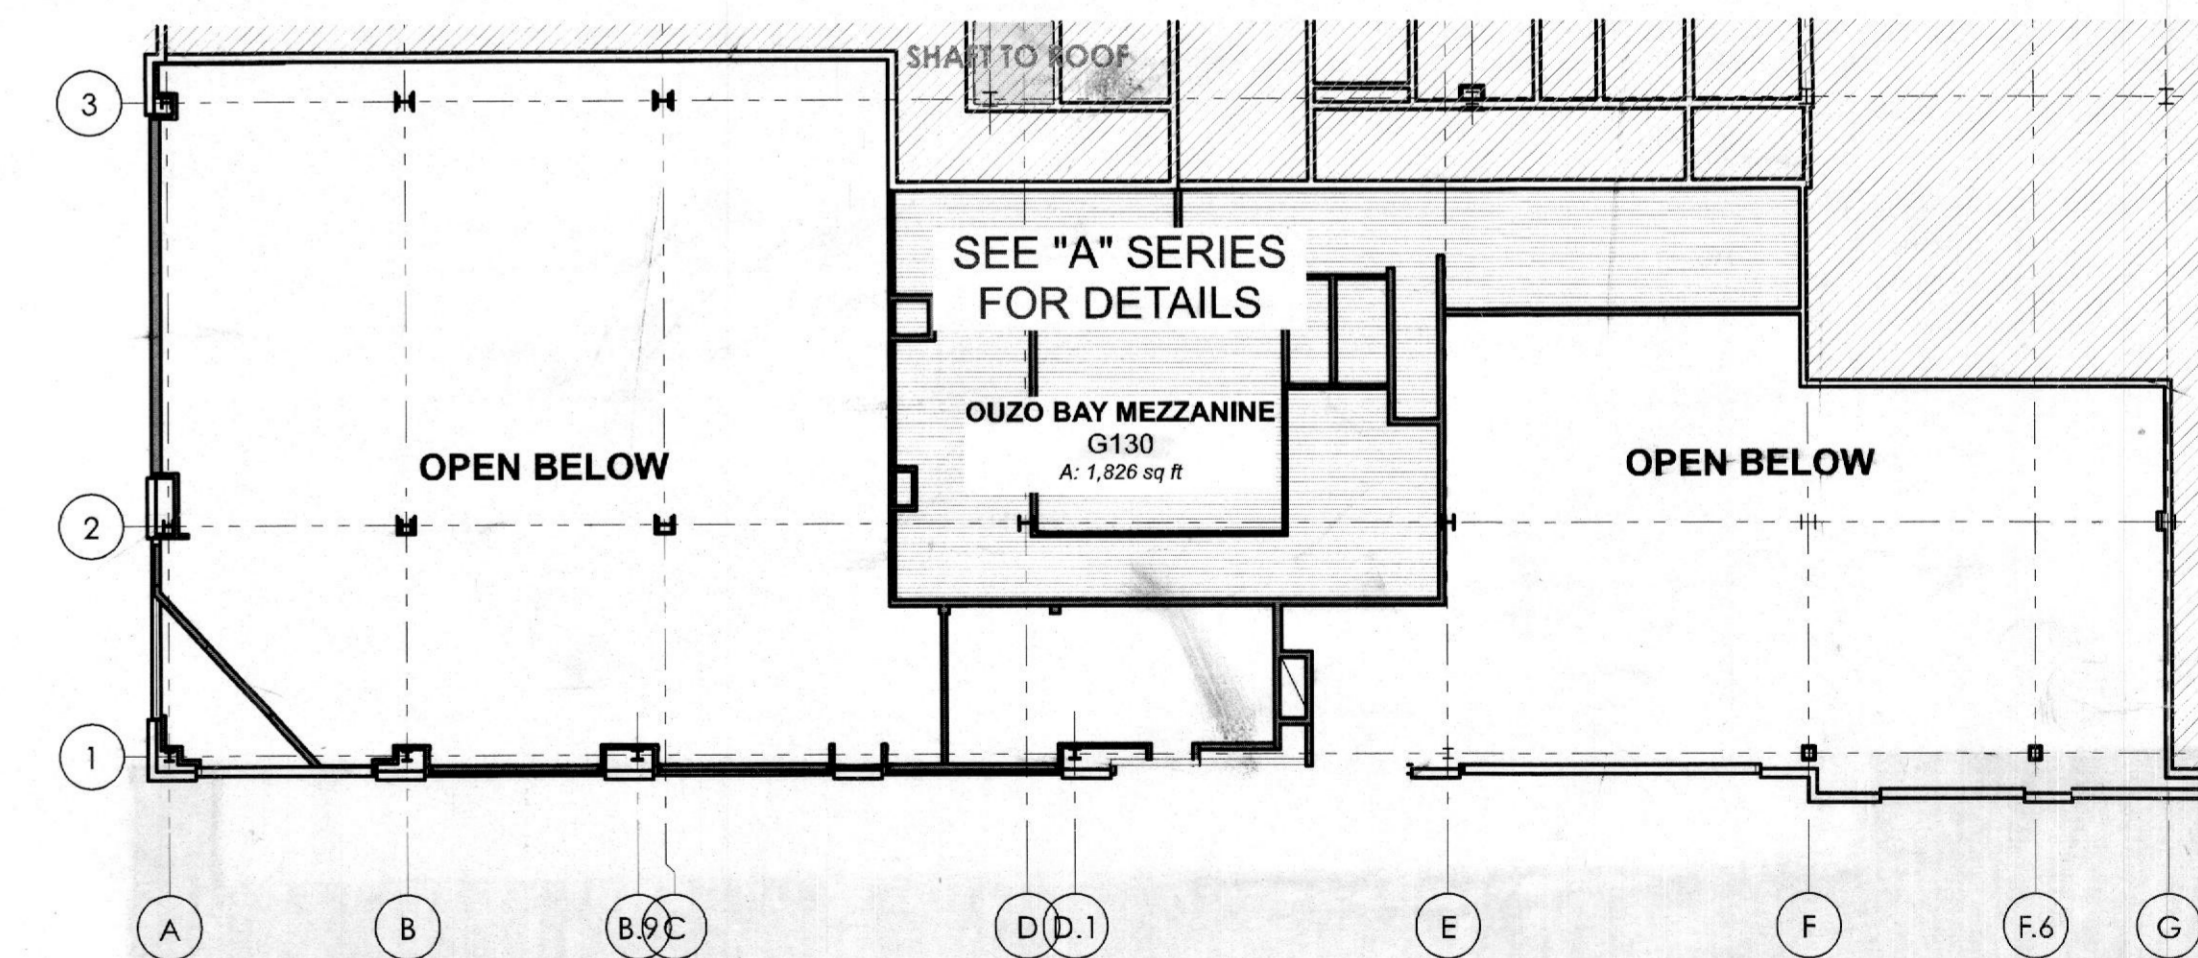 SHAFT TO ROOF
3
SEE "A" SERIES
FOR DETAILS
OUZO BAY MEZZANINE
G130
A: 1,826 sq ft
OPEN BELOW
OPEN BELOW
2
1
A
B
B.9
C
D
D.1
E
F
F.6
G